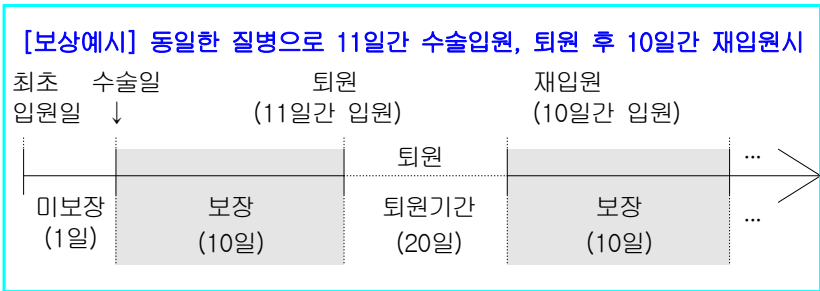 [보상예시] 동일한 질병으로 11일간 수술입원, 퇴원 후 10일간 재입원시
최초 수술일 퇴원 재입원
입원일 ↓ (11일간 입원) (10일간 입원)
퇴원 ...
미보장 보장 퇴원기간 보장 ...
(1일) (10일) (20일) (10일)